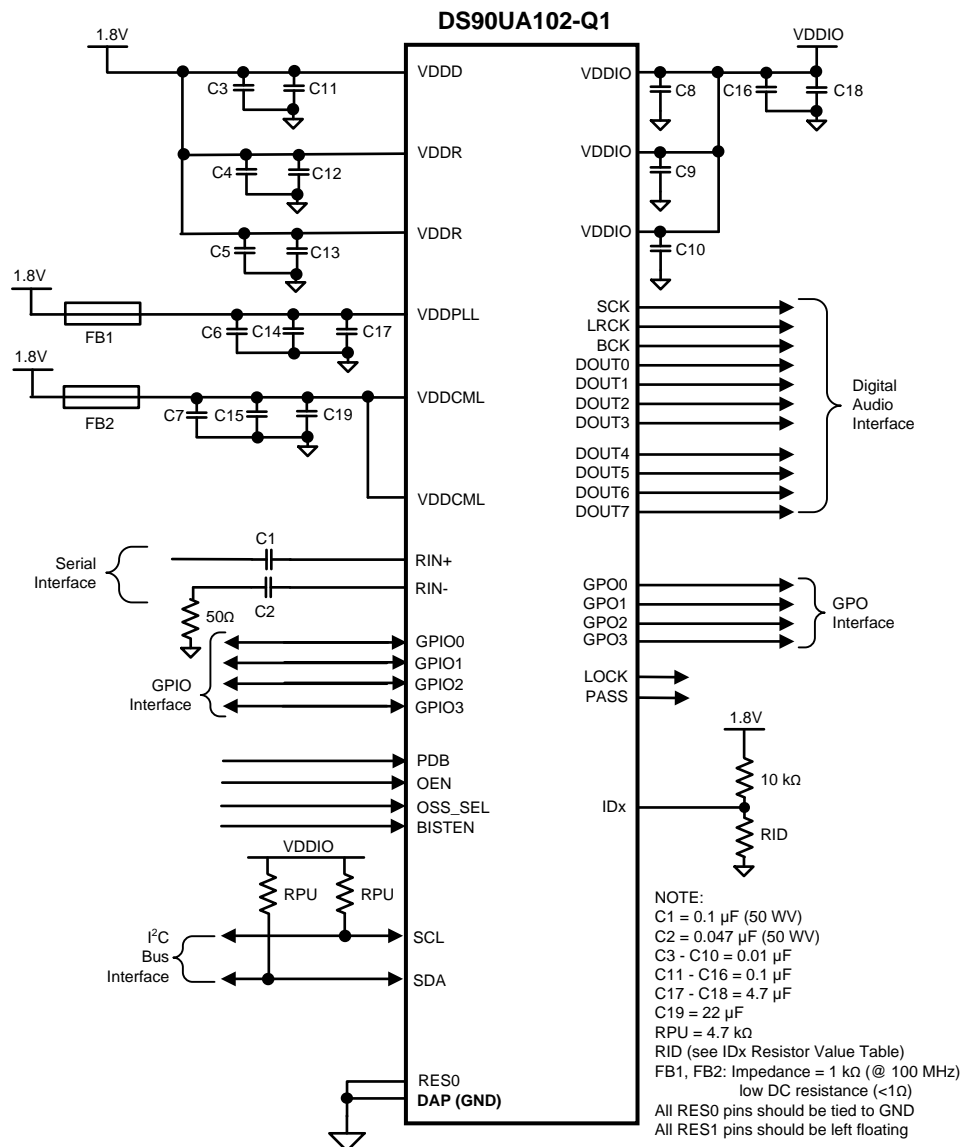 DS90UA102-Q1
1.8V
VDDD
C3
C11
VDDR
C4
C12
VDDR
C5
C13
1.8V
FB1
VDDPLL
C6
C14
C17
1.8V
FB2
VDDCML
C7
C15
C19
VDDCML
Serial
Interface
C1
RIN+
C2
RIN-
50Ω
GPIO
Interface
GPIO0
GPIO1
GPIO2
GPIO3
PDB
OEN
OSS_SEL
BISTEN
VDDIO
RPU
RPU
I²C
Bus
Interface
SCL
SDA
RES0
DAP (GND)
VDDIO
VDDIO
C8
C16
C18
VDDIO
C9
VDDIO
C10
SCK
LRCK
BCK
DOUT0
DOUT1
DOUT2
DOUT3
DOUT4
DOUT5
DOUT6
DOUT7
Digital
Audio
Interface
GPO0
GPO1
GPO2
GPO3
GPO
Interface
LOCK
PASS
1.8V
10 kΩ
IDx
RID
NOTE:
C1 = 0.1 µF (50 WV)
C2 = 0.047 µF (50 WV)
C3 - C10 = 0.01 µF
C11 - C16 = 0.1 µF
C17 - C18 = 4.7 µF
C19 = 22 µF
RPU = 4.7 kΩ
RID (see IDx Resistor Value Table)
FB1, FB2: Impedance = 1 kΩ (@ 100 MHz)
low DC resistance (<1Ω)
All RES0 pins should be tied to GND
All RES1 pins should be left floating